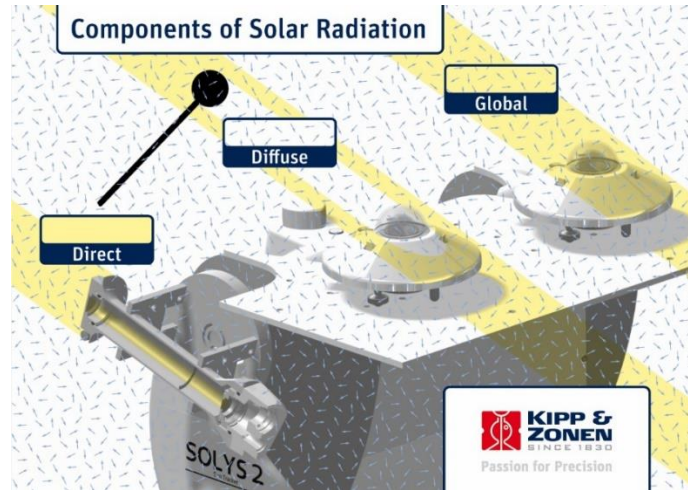 Components of Solar Radiation
Global
Diffuse
Direct
SOLYS 2
KIPP &
ZONEN
SINCE 1830
Passion for Precision